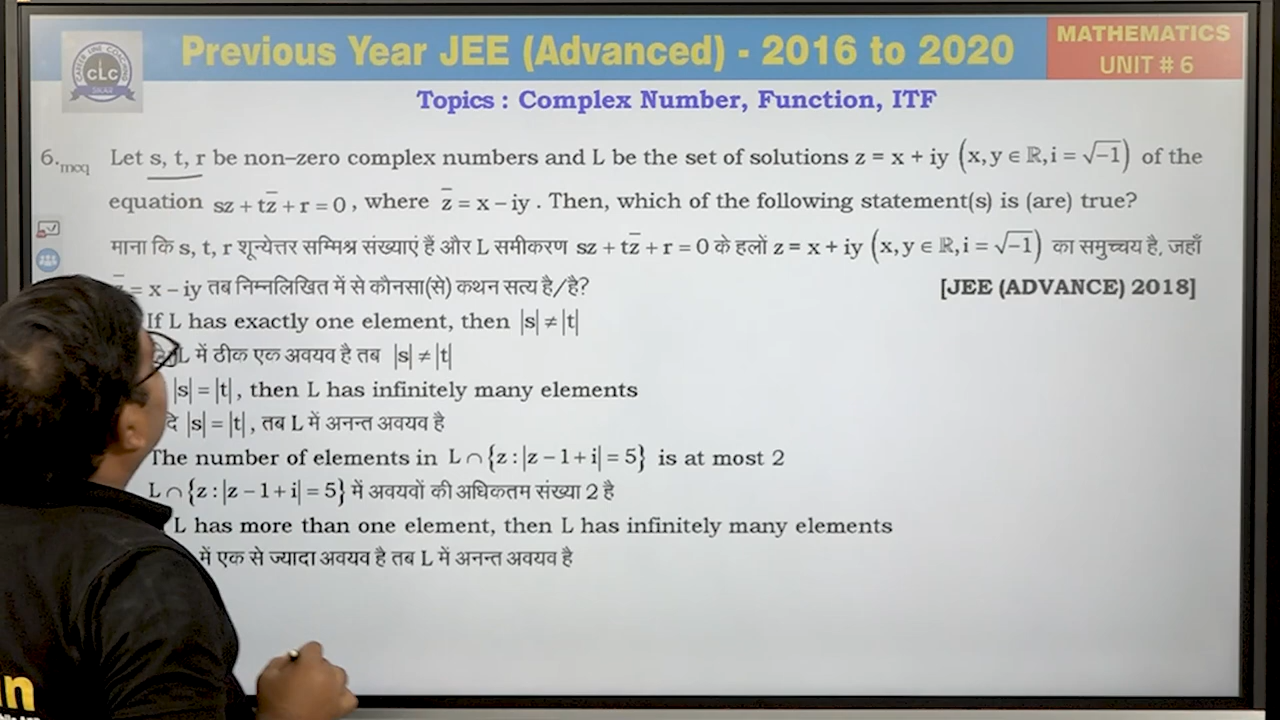 Previous Year JEE (Advanced) - 2016 to 2020
MATHEMATICS
UNIT # 6
CLC
SIKAR
Topics : Complex Number, Function, ITF
6. mcq Let s, t, r be non–zero complex numbers and L be the set of solutions z = x + iy (x, y ∈ ℝ, i = √−1) of the
equation sz + tz̄ + r = 0, where z̄ = x − iy. Then, which of the following statement(s) is (are) true?
माना कि s, t, r शून्येत्तर सम्मिश्र संख्याएं हैं और L समीकरण sz + tz̄ + r = 0 के हलों z = x + iy (x, y ∈ ℝ, i = √−1) का समुच्चय है, जहाँ
= x − iy तब निम्नलिखित में से कौनसा(से) कथन सत्य है/है?
[JEE (ADVANCE) 2018]
If L has exactly one element, then |s| ≠ |t|
L में ठीक एक अवयव है तब |s| ≠ |t|
|s| = |t|, then L has infinitely many elements
|s| = |t|, तब L में अनन्त अवयव है
The number of elements in L ∩ {z : |z − 1 + i| = 5} is at most 2
L ∩ {z : |z − 1 + i| = 5} में अवयवों की अधिकतम संख्या 2 है
L has more than one element, then L has infinitely many elements
में एक से ज्यादा अवयव है तब L में अनन्त अवयव है